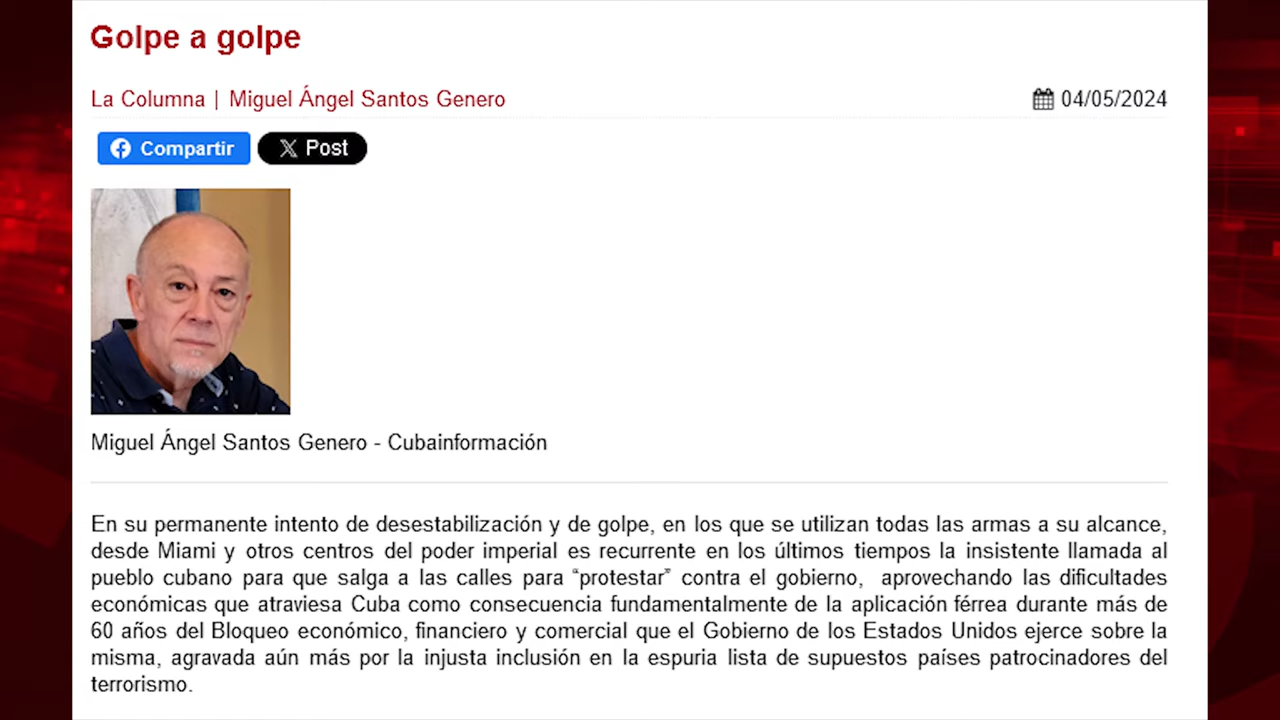 Golpe a golpe
La Columna | Miguel Ángel Santos Genero
04/05/2024
Compartir
Post
Miguel Ángel Santos Genero - Cubainformación
En su permanente intento de desestabilización y de golpe, en los que se utilizan todas las armas a su alcance,
desde Miami y otros centros del poder imperial es recurrente en los últimos tiempos la insistente llamada al
pueblo cubano para que salga a las calles para “protestar” contra el gobierno, aprovechando las dificultades
económicas que atraviesa Cuba como consecuencia fundamentalmente de la aplicación férrea durante más de
60 años del Bloqueo económico, financiero y comercial que el Gobierno de los Estados Unidos ejerce sobre la
misma, agravada aún más por la injusta inclusión en la espuria lista de supuestos países patrocinadores del
terrorismo.